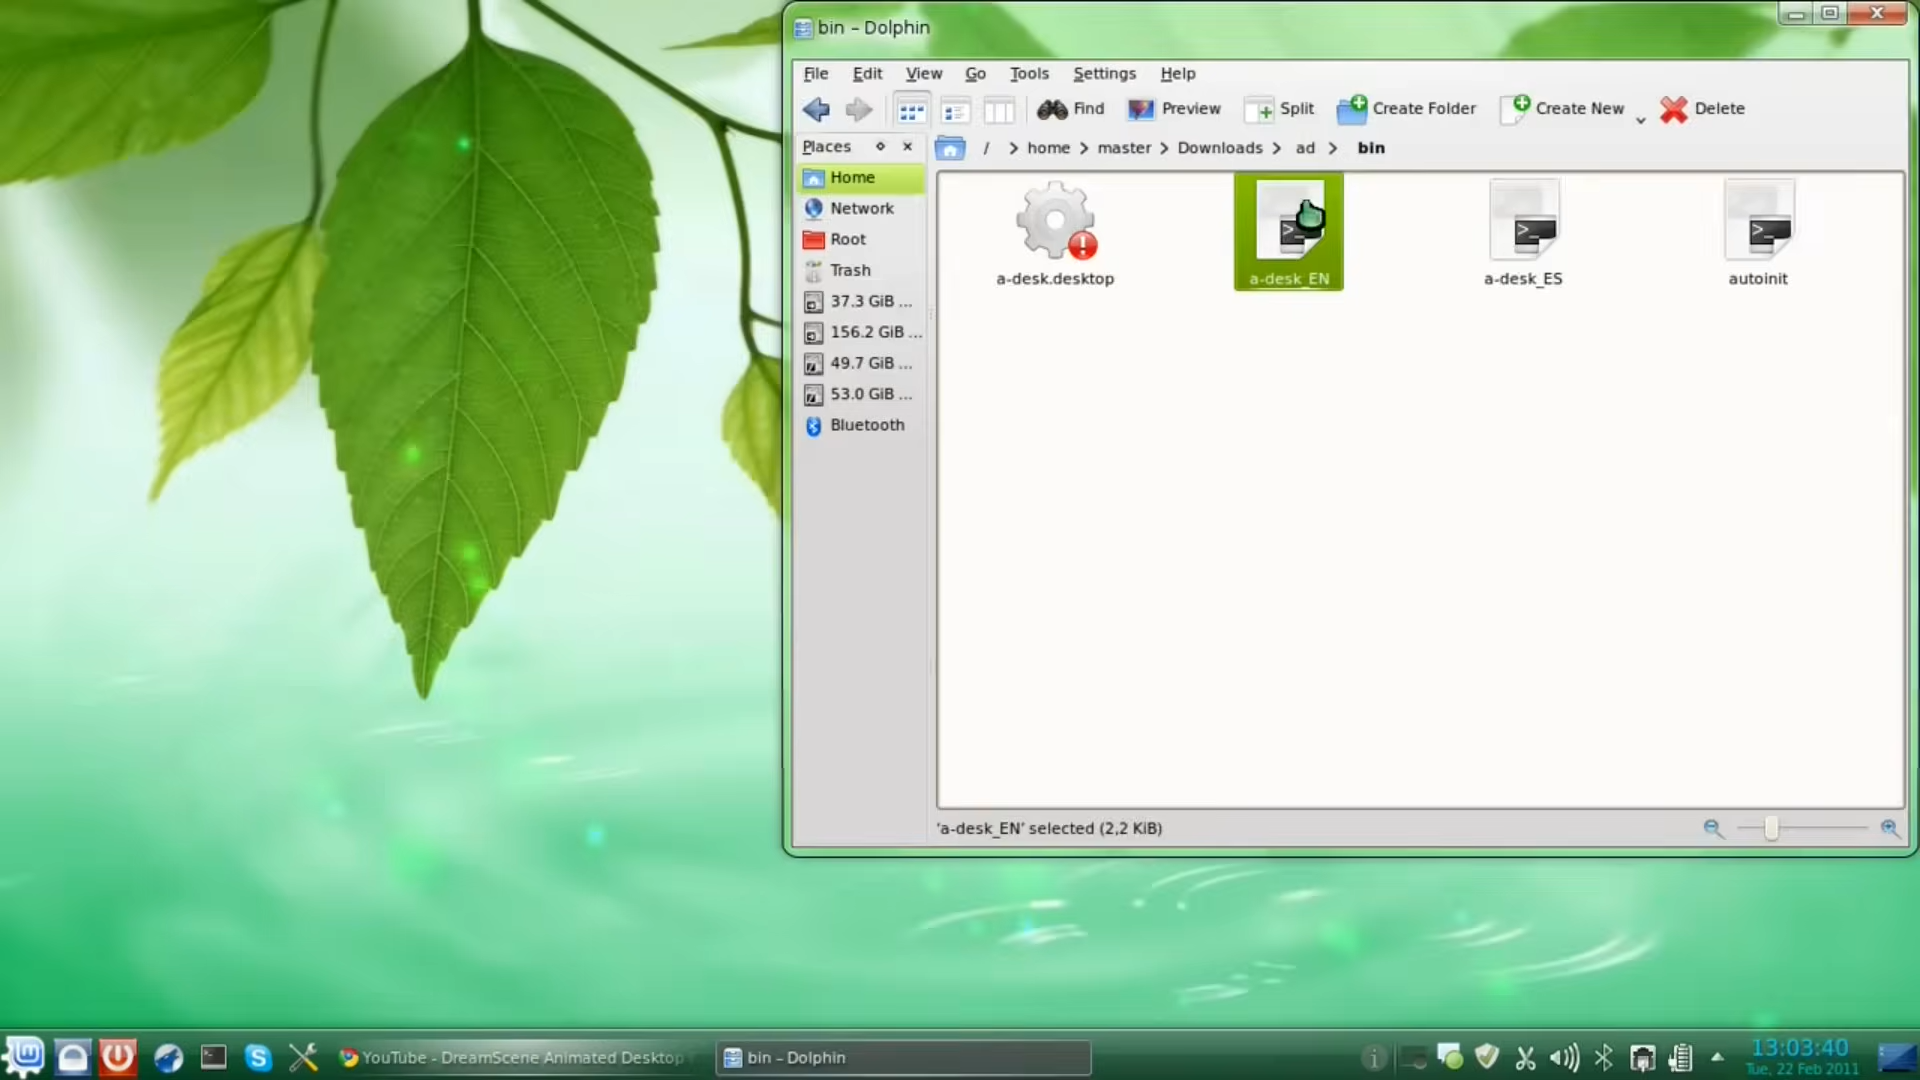 bin – Dolphin
File Edit View Go Tools Settings Help
Find Preview Split Create Folder Create New Delete
Places
/ > home > master > Downloads > ad > bin
Home
Network
Root
Trash
37.3 GiB ...
156.2 GiB ...
49.7 GiB ...
53.0 GiB ...
Bluetooth
a-desk.desktop a-desk_EN a-desk_ES autoinit
'a-desk_EN' selected (2,2 KiB)
YouTube - DreamScene Animated Desktop
bin – Dolphin
13:03:40
Tue, 22 Feb 2011